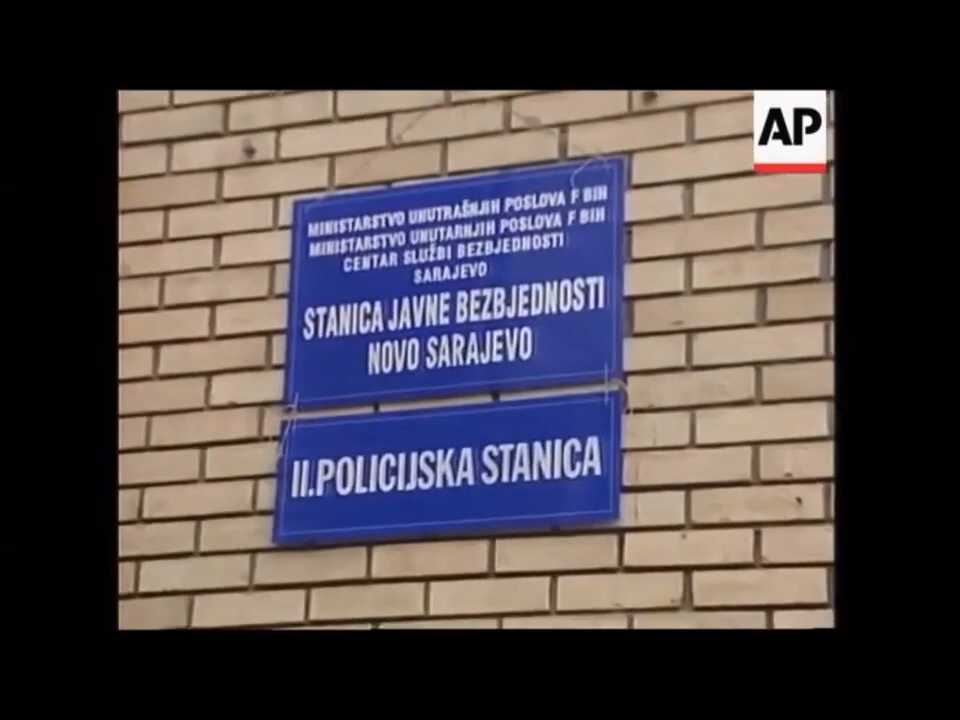 AP
MINISTARSTVO UNUTRAŠNJIH POSLOVA F BIH
MINISTARSTVO UNUTARNJIH POSLOVA F BIH
CENTAR SLUŽBI BEZBJEDNOSTI
SARAJEVO
STANICA JAVNE BEZBJEDNOSTI
NOVO SARAJEVO
II.POLICIJSKA STANICA